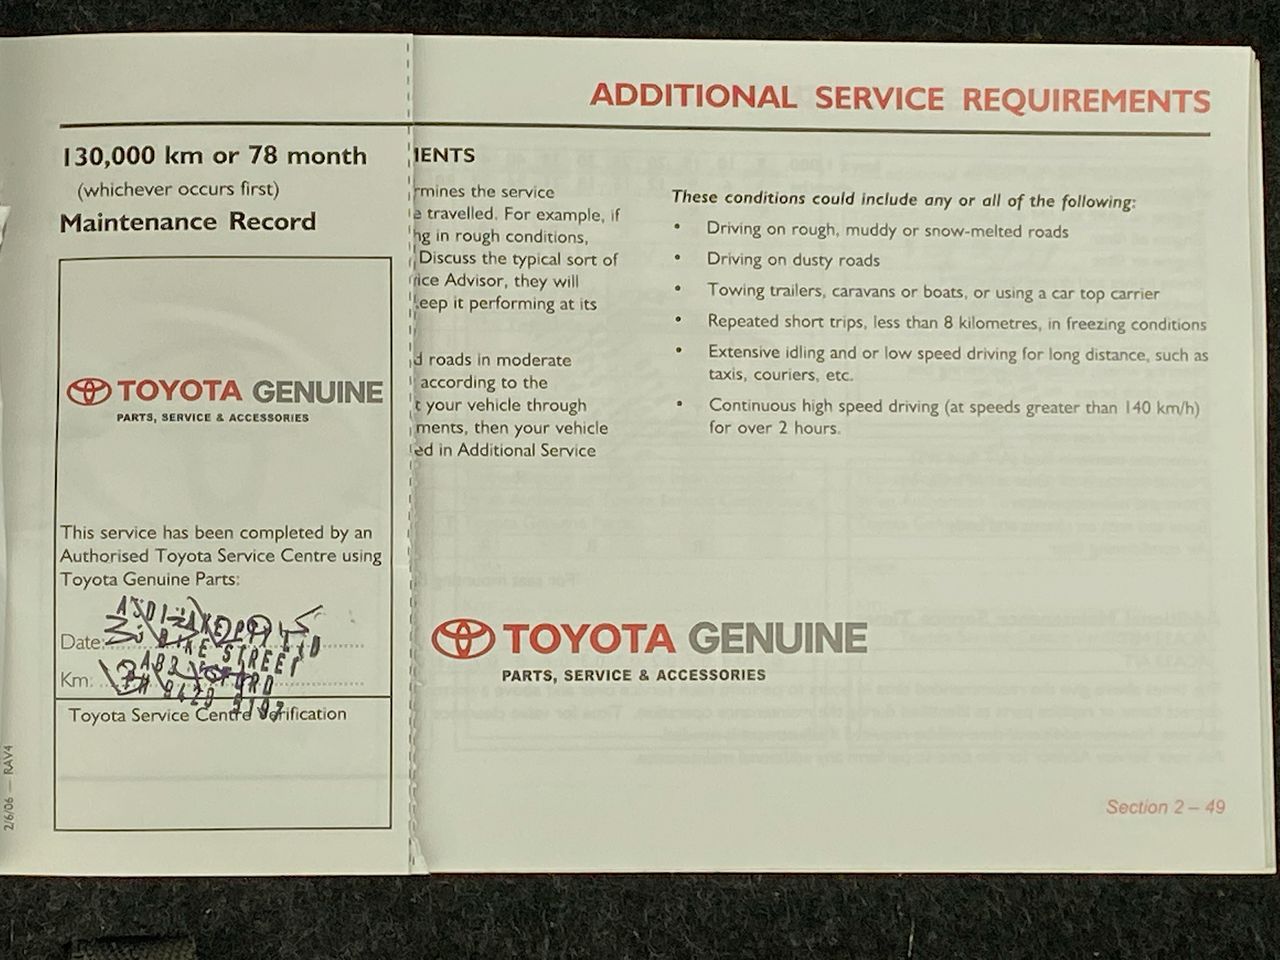 ADDITIONAL SERVICE REQUIREMENTS
130,000 km or 78 month
(whichever occurs first)
Maintenance Record
TOYOTA GENUINE
PARTS, SERVICE & ACCESSORIES
This service has been completed by an
Authorised Toyota Service Centre using
Toyota Genuine Parts:
Date:
STREET
Km:
Toyota Service Centre Verification
2/6/06 — RAV4
IENTS
rmines the service
e travelled. For example, if
ng in rough conditions,
Discuss the typical sort of
ice Advisor, they will
eep it performing at its
d roads in moderate
according to the
t your vehicle through
ments, then your vehicle
ed in Additional Service
These conditions could include any or all of the following:
• Driving on rough, muddy or snow-melted roads
• Driving on dusty roads
• Towing trailers, caravans or boats, or using a car top carrier
• Repeated short trips, less than 8 kilometres, in freezing conditions
• Extensive idling and or low speed driving for long distance, such as
taxis, couriers, etc.
• Continuous high speed driving (at speeds greater than 140 km/h)
for over 2 hours.
TOYOTA GENUINE
PARTS, SERVICE & ACCESSORIES
Section 2 – 49